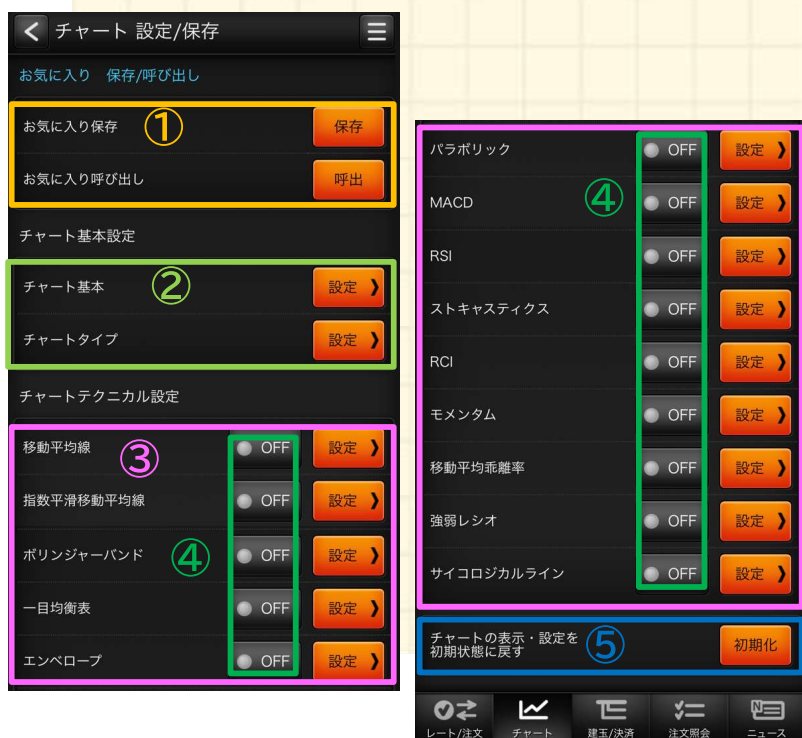 チャート 設定/保存
お気に入り 保存/呼び出し
お気に入り保存 ① 保存
お気に入り呼び出し 呼出
チャート基本設定
チャート基本 ② 設定
チャートタイプ 設定
チャートテクニカル設定
移動平均線 ③ OFF 設定
指数平滑移動平均線 OFF 設定
ボリンジャーバンド ④ OFF 設定
一目均衡表 OFF 設定
エンベロープ OFF 設定
パラボリック OFF 設定
MACD ④ OFF 設定
RSI OFF 設定
ストキャスティクス OFF 設定
RCI OFF 設定
モメンタム OFF 設定
移動平均乖離率 OFF 設定
強弱レシオ OFF 設定
サイコロジカルライン OFF 設定
チャートの表示・設定を
初期状態に戻す ⑤ 初期化
レート/注文 チャート 建玉/決済 注文照会 ニュース